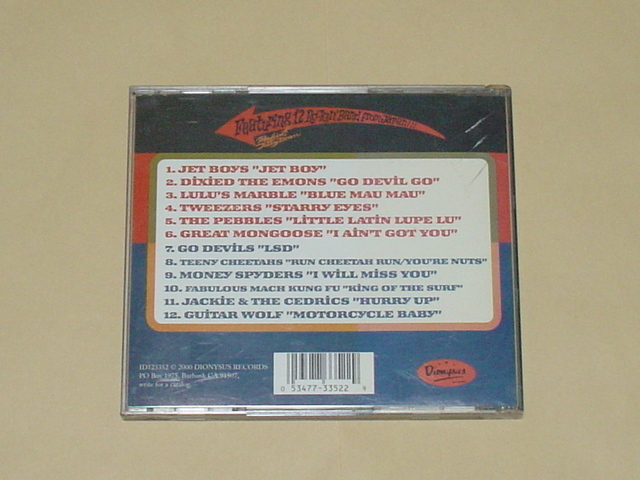 Featuring 12
1. JET BOYS "JET BOY"
2. DIXIED THE EMONS "GO DEVIL GO"
3. LULU'S MARBLE "BLUE MAU MAU"
4. TWEEZERS "STARRY EYES"
5. THE PEBBLES "LITTLE LATIN LUPE LU"
6. GREAT MONGOOSE "I AIN'T GOT YOU"
7. GO DEVILS "LSD"
8. TEENY CHEETAHS "RUN CHEETAH RUN/YOU'RE NUTS"
9. MONEY SPYDERS "I WILL MISS YOU"
10. FABULOUS MACH KUNG FU "KING OF THE SURF"
11. JACKIE & THE CEDRICS "HURRY UP"
12. GUITAR WOLF "MOTORCYCLE BABY"
ID123352 © 2000 DIONYSUS RECORDS
PO Box 1975, Burbank CA 91507,
write for a catalog.
0 53477-33522 9
Dionysus